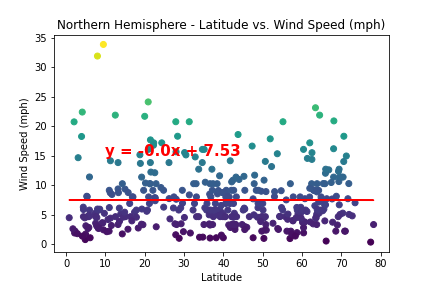 Northern Hemisphere - Latitude vs. Wind Speed (mph)
35
30
25
20
15
10
5
0
Wind Speed (mph)
y = -0.0x + 7.53
0 10 20 30 40 50 60 70 80
Latitude